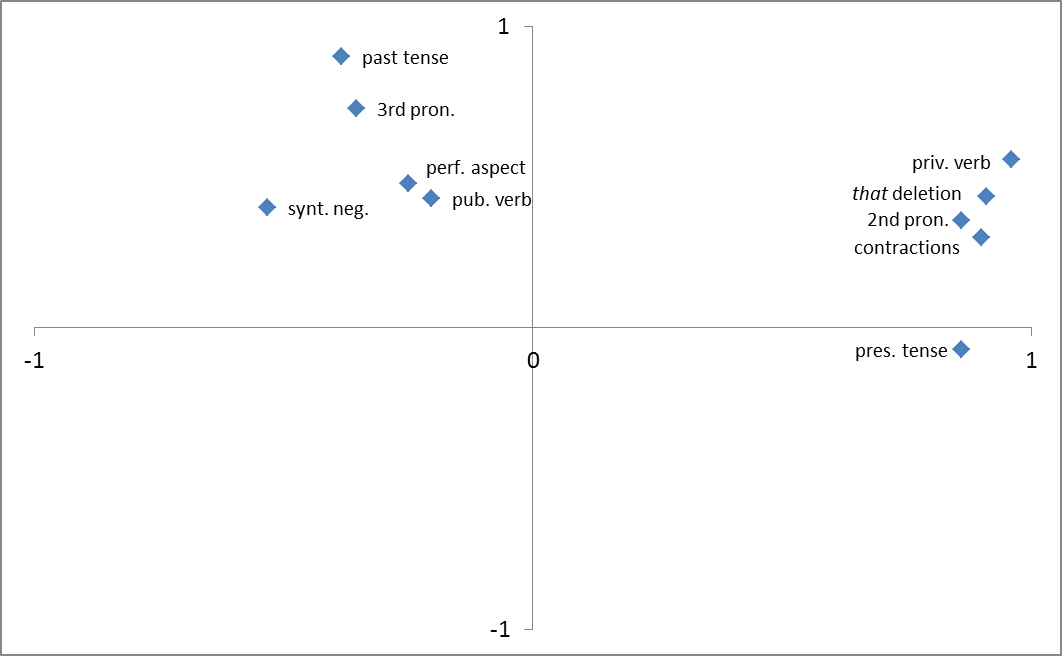 1
past tense
3rd pron.
perf. aspect
priv. verb
that deletion
pub. verb
synt. neg.
2nd pron.
contractions
pres. tense
-1
0
1
-1